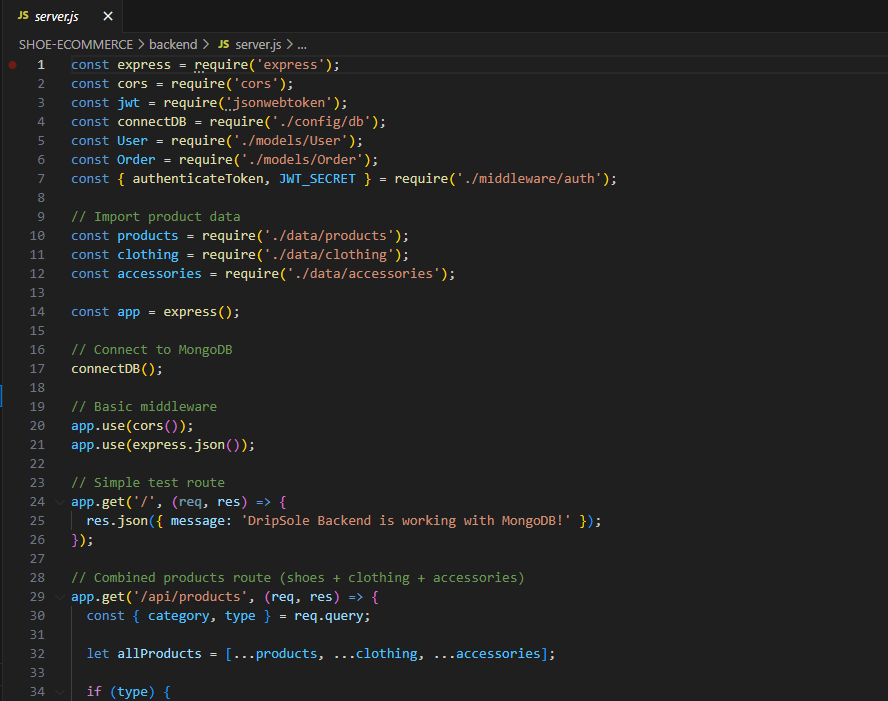 JS server.js ×
SHOE-ECOMMERCE > backend > JS server.js > ...
1 const express = require('express');
2 const cors = require('cors');
3 const jwt = require('jsonwebtoken');
4 const connectDB = require('./config/db');
5 const User = require('./models/User');
6 const Order = require('./models/Order');
7 const { authenticateToken, JWT_SECRET } = require('./middleware/auth');
8
9 // Import product data
10 const products = require('./data/products');
11 const clothing = require('./data/clothing');
12 const accessories = require('./data/accessories');
13
14 const app = express();
15
16 // Connect to MongoDB
17 connectDB();
18
19 // Basic middleware
20 app.use(cors());
21 app.use(express.json());
22
23 // Simple test route
24 app.get('/', (req, res) => {
25 res.json({ message: 'DripSole Backend is working with MongoDB!' });
26 });
27
28 // Combined products route (shoes + clothing + accessories)
29 app.get('/api/products', (req, res) => {
30 const { category, type } = req.query;
31
32 let allProducts = [...products, ...clothing, ...accessories];
33
34 if (type) {